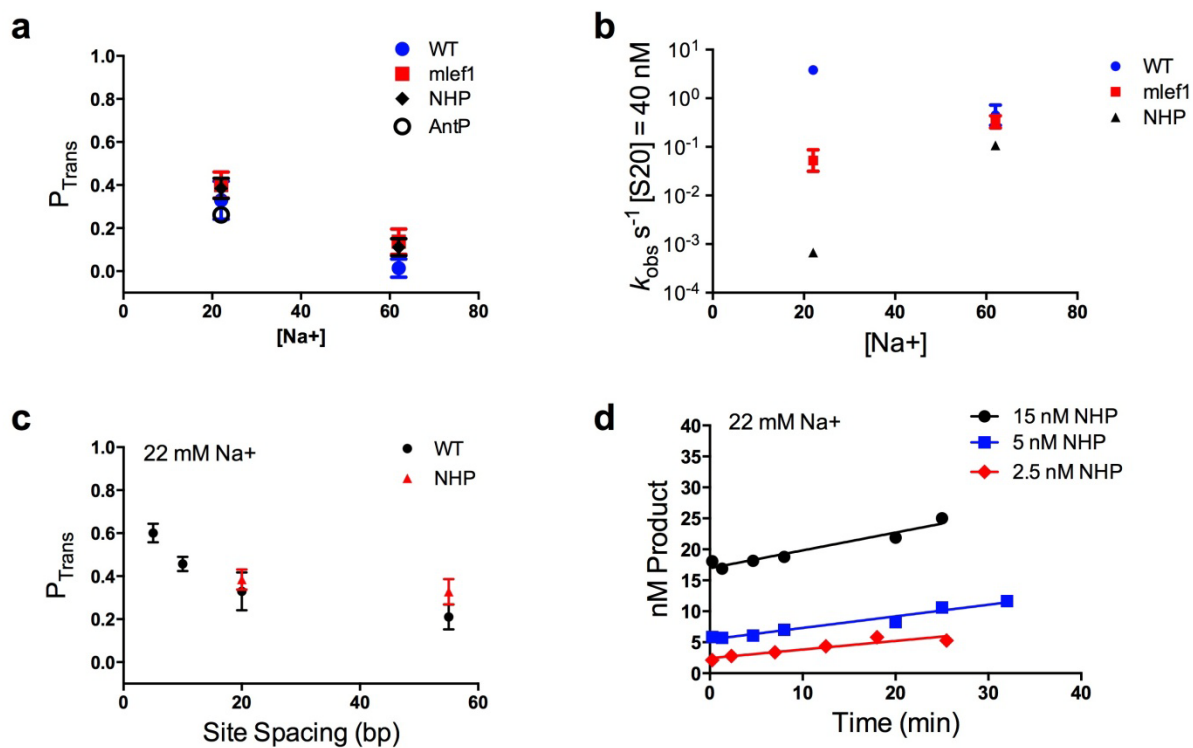 a
WT
mlef1
NHP
AntP
1.0
0.8
0.6
0.4
0.2
0.0
P_Trans
0
20
40
60
80
[Na+]
b
WT
mlef1
NHP
10^1
10^0
10^-1
10^-2
10^-3
10^-4
k_obs s^-1 [S20] = 40 nM
0
20
40
60
80
[Na+]
c
22 mM Na+
WT
NHP
1.0
0.8
0.6
0.4
0.2
0.0
P_Trans
0
20
40
60
Site Spacing (bp)
d
22 mM Na+
15 nM NHP
5 nM NHP
2.5 nM NHP
40
35
30
25
20
15
10
5
0
nM Product
0
10
20
30
40
Time (min)